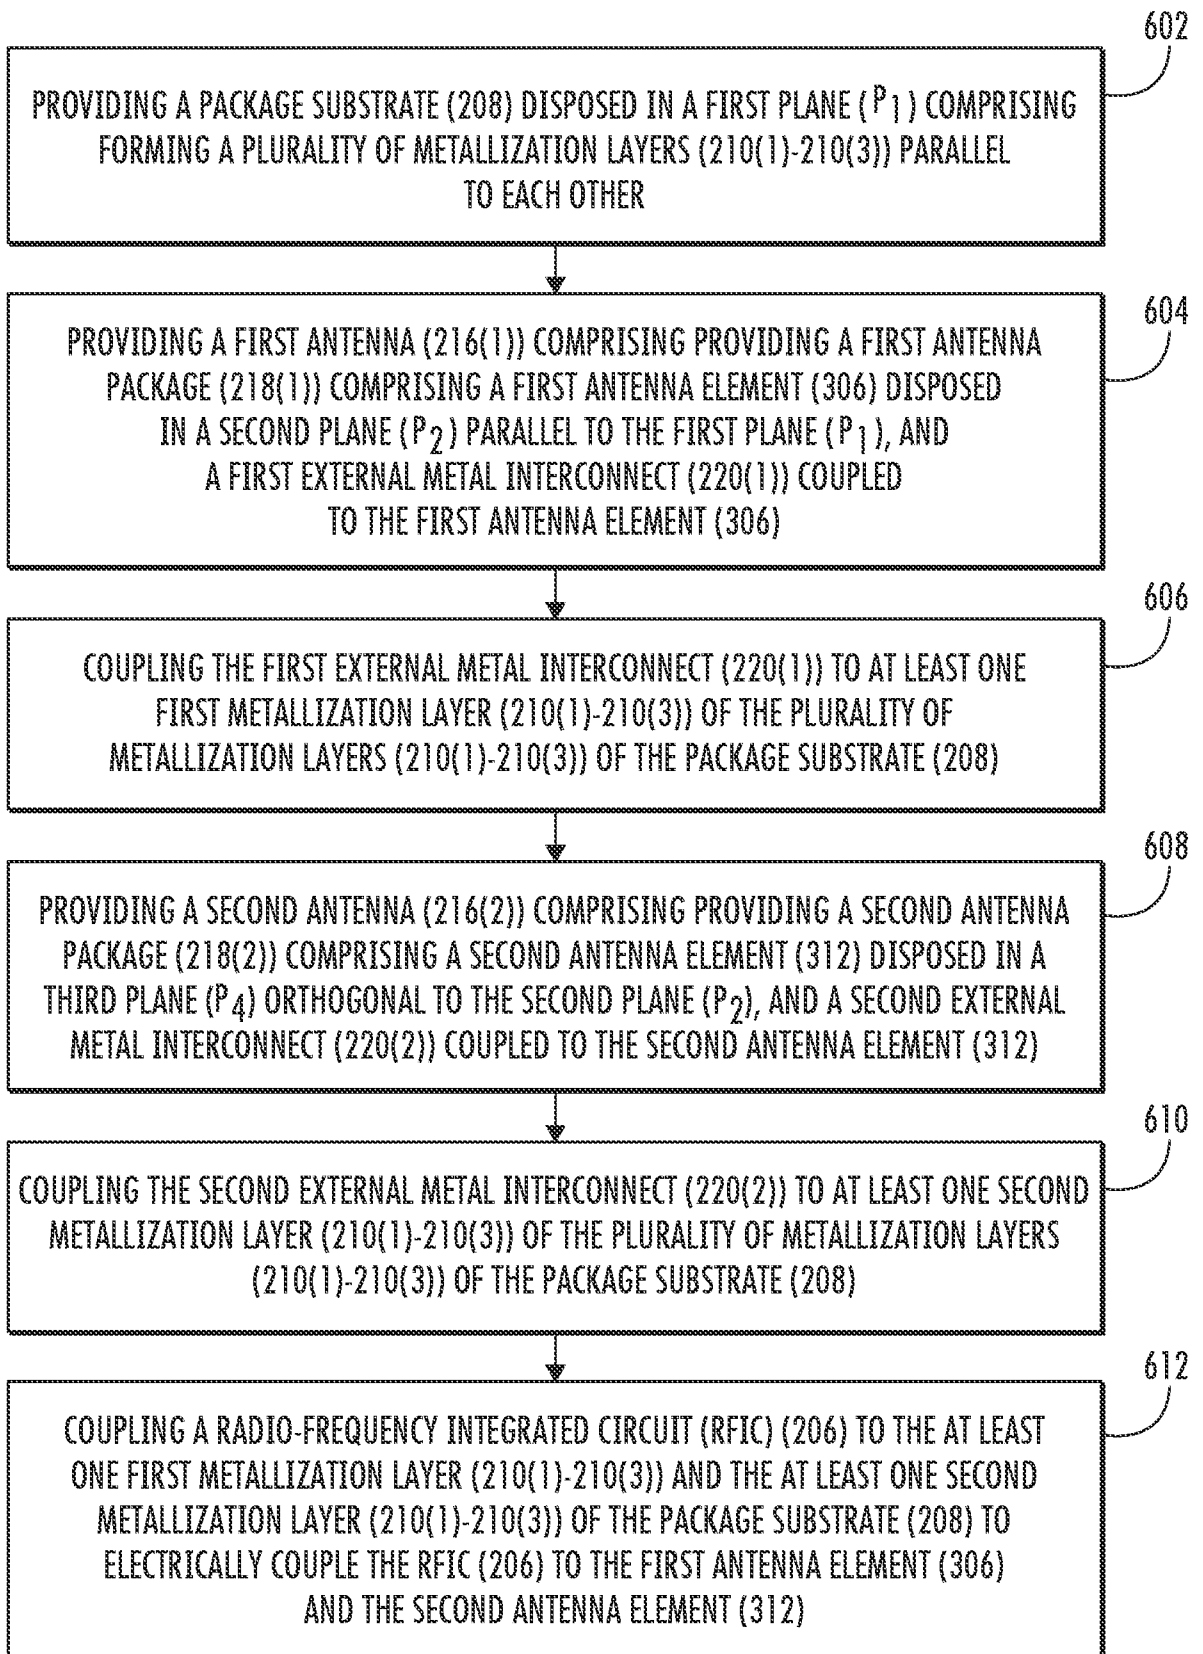 602
PROVIDING A PACKAGE SUBSTRATE (208) DISPOSED IN A FIRST PLANE (P1) COMPRISING
FORMING A PLURALITY OF METALLIZATION LAYERS (210(1)-210(3)) PARALLEL
TO EACH OTHER
604
PROVIDING A FIRST ANTENNA (216(1)) COMPRISING PROVIDING A FIRST ANTENNA
PACKAGE (218(1)) COMPRISING A FIRST ANTENNA ELEMENT (306) DISPOSED
IN A SECOND PLANE (P2) PARALLEL TO THE FIRST PLANE (P1), AND
A FIRST EXTERNAL METAL INTERCONNECT (220(1)) COUPLED
TO THE FIRST ANTENNA ELEMENT (306)
606
COUPLING THE FIRST EXTERNAL METAL INTERCONNECT (220(1)) TO AT LEAST ONE
FIRST METALLIZATION LAYER (210(1)-210(3)) OF THE PLURALITY OF
METALLIZATION LAYERS (210(1)-210(3)) OF THE PACKAGE SUBSTRATE (208)
608
PROVIDING A SECOND ANTENNA (216(2)) COMPRISING PROVIDING A SECOND ANTENNA
PACKAGE (218(2)) COMPRISING A SECOND ANTENNA ELEMENT (312) DISPOSED IN A
THIRD PLANE (P4) ORTHOGONAL TO THE SECOND PLANE (P2), AND A SECOND EXTERNAL
METAL INTERCONNECT (220(2)) COUPLED TO THE SECOND ANTENNA ELEMENT (312)
610
COUPLING THE SECOND EXTERNAL METAL INTERCONNECT (220(2)) TO AT LEAST ONE SECOND
METALLIZATION LAYER (210(1)-210(3)) OF THE PLURALITY OF METALLIZATION LAYERS
(210(1)-210(3)) OF THE PACKAGE SUBSTRATE (208)
612
COUPLING A RADIO-FREQUENCY INTEGRATED CIRCUIT (RFIC) (206) TO THE AT LEAST
ONE FIRST METALLIZATION LAYER (210(1)-210(3)) AND THE AT LEAST ONE SECOND
METALLIZATION LAYER (210(1)-210(3)) OF THE PACKAGE SUBSTRATE (208) TO
ELECTRICALLY COUPLE THE RFIC (206) TO THE FIRST ANTENNA ELEMENT (306)
AND THE SECOND ANTENNA ELEMENT (312)